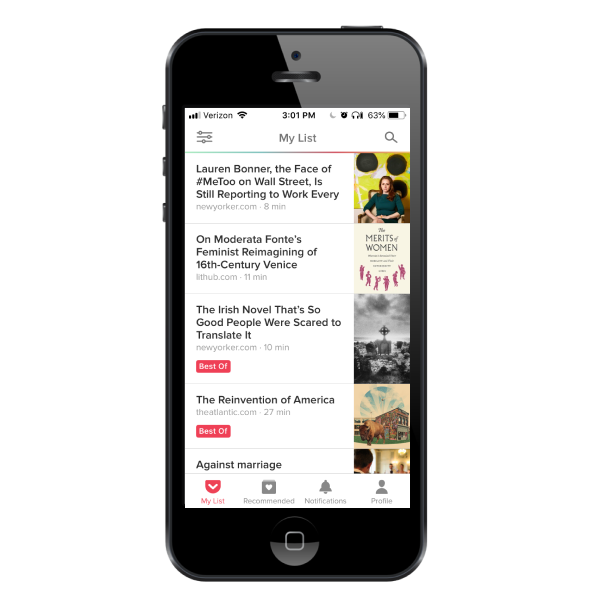 Verizon 3:01 PM 63%
My List
Lauren Bonner, the Face of
#MeToo on Wall Street, Is
Still Reporting to Work Every
newyorker.com · 8 min
On Moderata Fonte’s
Feminist Reimagining of
16th-Century Venice
lithub.com · 11 min
The
MERITS of
WOMEN
The Irish Novel That’s So
Good People Were Scared to
Translate It
newyorker.com · 10 min
Best Of
The Reinvention of America
theatlantic.com · 27 min
Best Of
Against marriage
My List Recommended Notifications Profile